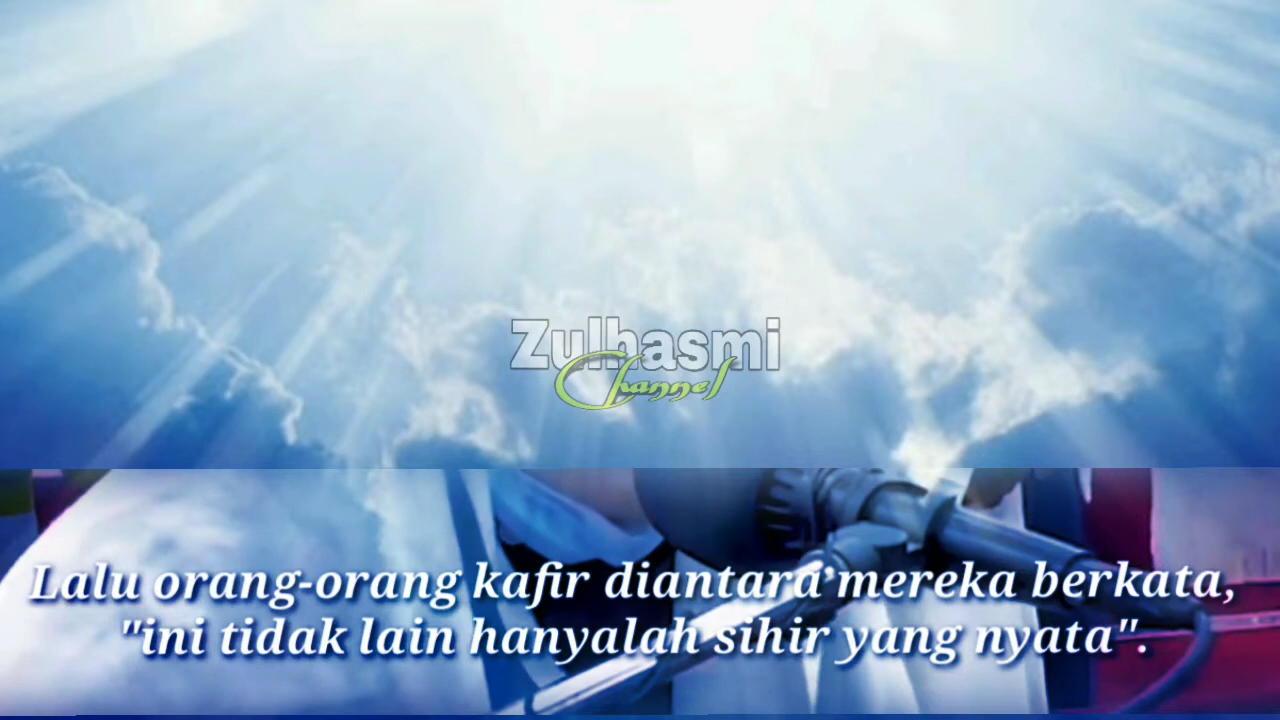 Zulhasmi
Channel
Lalu orang-orang kafir diantara mereka berkata,
"ini tidak lain hanyalah sihir yang nyata".